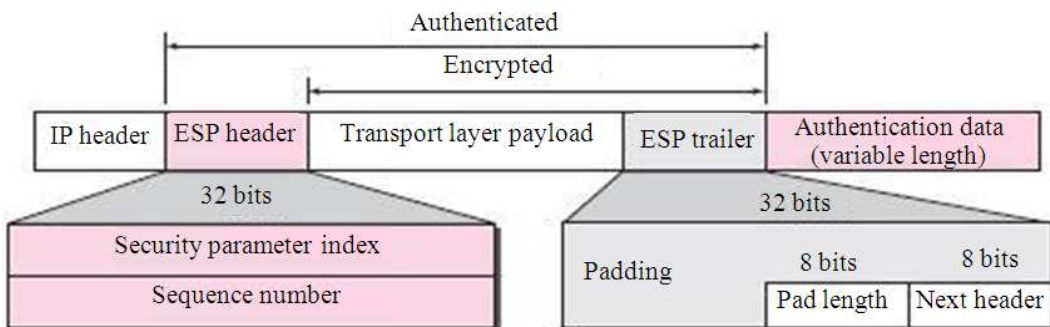 Authenticated
Encrypted
IP header
ESP header
Transport layer payload
ESP trailer
Authentication data
(variable length)
32 bits
32 bits
Security parameter index
Sequence number
Padding
8 bits
8 bits
Pad length
Next header